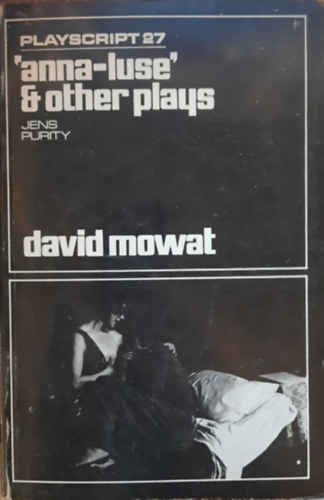 PLAYSCRIPT 27
'anna-luse'
& other plays
JENS
PURITY
david mowat